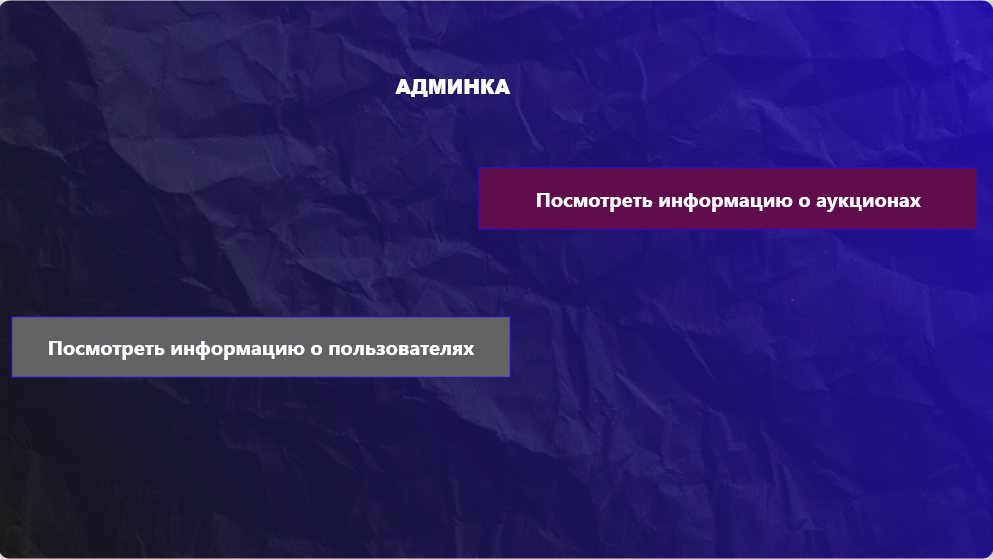 АДМИНКА
Посмотреть информацию о аукционах
Посмотреть информацию о пользователях